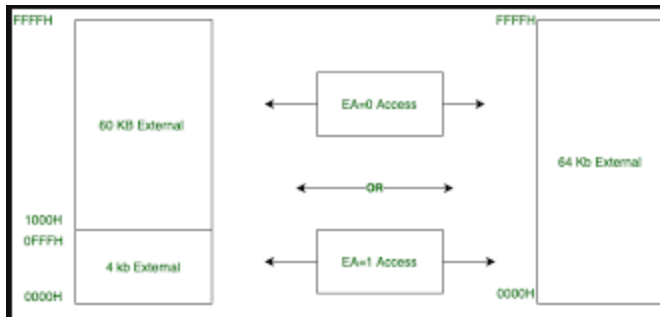 FFFFH
60 KB External
1000H
0FFFH
4 kb External
0000H
EA=0 Access
OR
EA=1 Access
FFFFH
64 Kb External
0000H